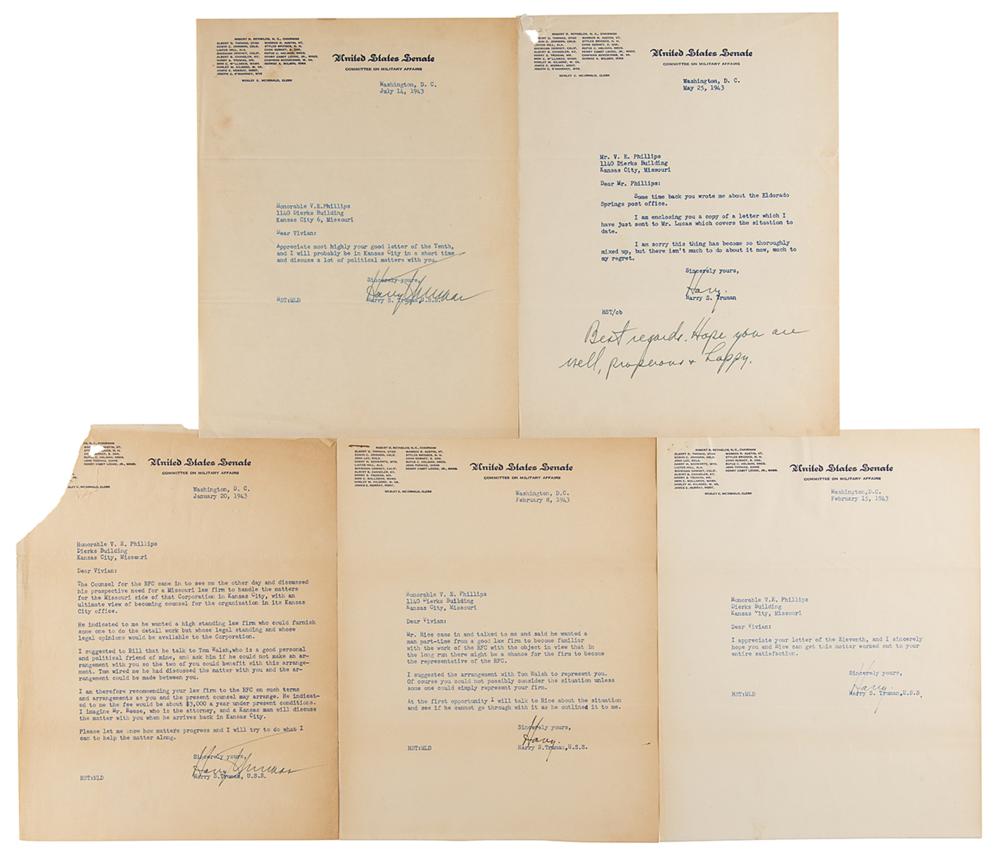 United States Senate
COMMITTEE ON MILITARY AFFAIRS
Washington, D. C.
July 14, 1943
Honorable V.E.Phillips
1140 Dierks Building
Kansas City 6, Missouri
Dear Vivian:
Appreciate most highly your good letter of the Tenth,
and I will probably be in Kansas City in a short time
and discuss a lot of political matters with you.
Sincerely yours,
Harry Truman
HST:MLD
Harry S. Truman, U.S.S.
ROBERT R. REYNOLDS, N. C., CHAIRMAN
United States Senate
COMMITTEE ON MILITARY AFFAIRS
Washington, D. C.
May 25, 1943
Mr. V. E. Phillips
1140 Dierks Building
Kansas City, Missouri
Dear Mr. Phillips:
Some time back you wrote me about the Eldorado
Springs post office.
I am enclosing you a copy of a letter which I
have just sent to Mr. Lucas which covers the situation to
date.
I am sorry this thing has become so thoroughly
mixed up, but there isn't much to do about it now, much to
my regret.
Sincerely yours,
Harry.
Harry S. Truman
HST/cb
Best regards. Hope you are
well, properous + happy.
United States Senate
COMMITTEE ON MILITARY AFFAIRS
Washington, D. C.
January 20, 1943
Honorable V. E. Phillips
Dierks Building
Kansas City, Missouri
Dear Vivian:
The Counsel for the RFC came in to see me the other day and discussed
his prospective need for a Missouri law firm to handle the matters
for the Missouri side of that Corporation in Kansas City, with an
ultimate view of becoming counsel for the organization in its Kansas
City office.
He indicated to me he wanted a high standing law firm who could furnish
some one to do the detail work but whose legal standing and whose
legal opinions would be available to the Corporation.
I suggested to Bill that he talk to Tom Walsh,who is a good personal
and political friend of mine, and ask him if he could not make an ar-
rangement with you so the two of you could benefit with this arrange-
ment. Tom wired me he had discussed the matter with you and the ar-
rangement could be made between you.
I am therefore recommending your law firm to the RFC on such terms
and arrangements as you and the present counsel may arrange. He indicat-
ed to me the fee would be about $3,000 a year under present conditions.
I imagine Mr. Reese, who is the attorney, and a Kansas man will discuss
the matter with you when he arrives back in Kansas City.
Please let me know how matters progress and I will try to do what I
can to help the matter along.
Sincerely yours,
Harry Truman
HST:MLD
Harry S.Truman, U.S.S.
United States Senate
COMMITTEE ON MILITARY AFFAIRS
Washington, D.C.
February 8, 1943
Honorable V. E. Phillips
1140 Dierks Building
Kansas City, Missouri
Dear Vivian:
Mr. Rice came in and talked to me and said he wanted a
man part-time from a good law firm to become familiar
with the work of the RFC with the object in view that in
the long run there might be a chance for the firm to become
the representative of the RFC.
I suggested the arrangement with Tom Walsh to represent you.
Of course you could not possibly consider the situation unless
some one could simply represent your firm.
At the first opportunity I will talk to Rice about the situation
and see if he cannot go through with it as he outlined it to me.
Sincerely yours,
Harry.
HST:MLD
Harry S.Truman,U.S.S.
United States Senate
COMMITTEE ON MILITARY AFFAIRS
Washington,D.C.
February 15, 1943
Honorable V.E. Phillips
Dierks Building
Kansas City, Missouri
Dear Vivian:
I appreciate your letter of the Eleventh, and I sincerely
hope you and Rice can get this matter worked out to your
entire satisfaction.
Sincerely yours,
Harry
HST:MLD
Harry S. Truman,U.S.S.